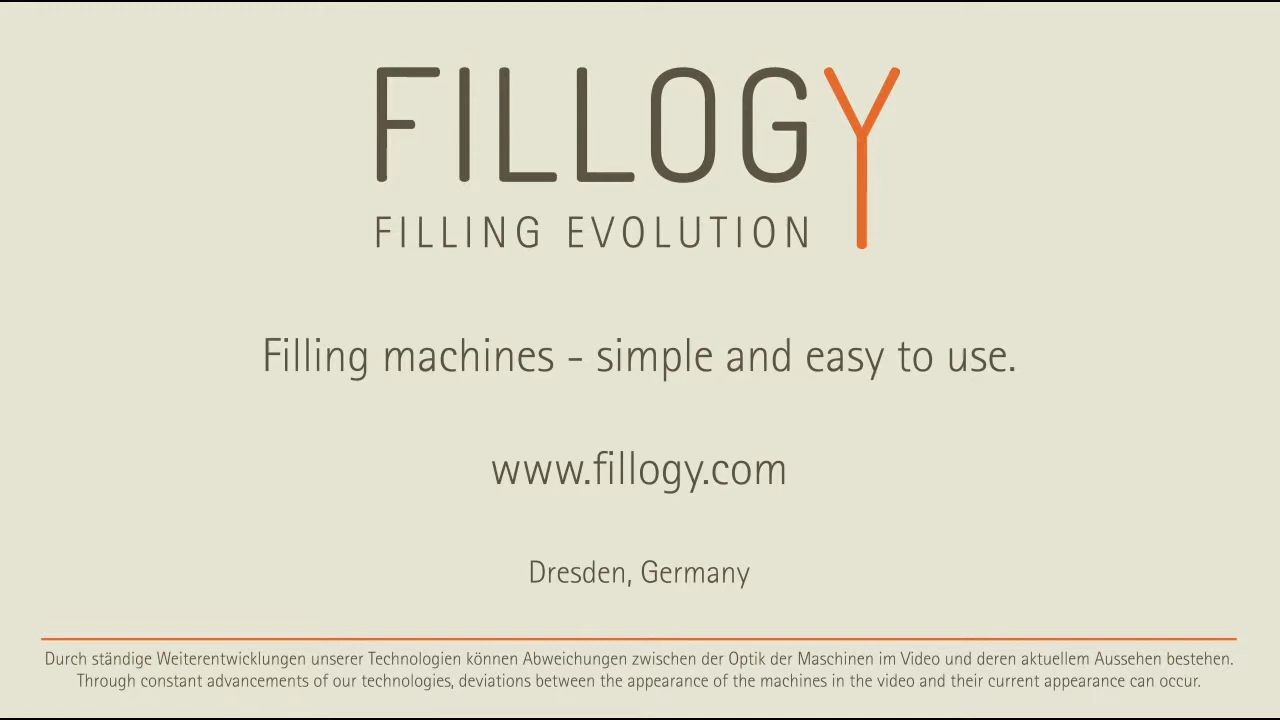 FILLOGY
FILLING EVOLUTION
Filling machines - simple and easy to use.
www.fillogy.com
Dresden, Germany
Durch ständige Weiterentwicklungen unserer Technologien können Abweichungen zwischen der Optik der Maschinen im Video und deren aktuellem Aussehen bestehen.
Through constant advancements of our technologies, deviations between the appearance of the machines in the video and their current appearance can occur.